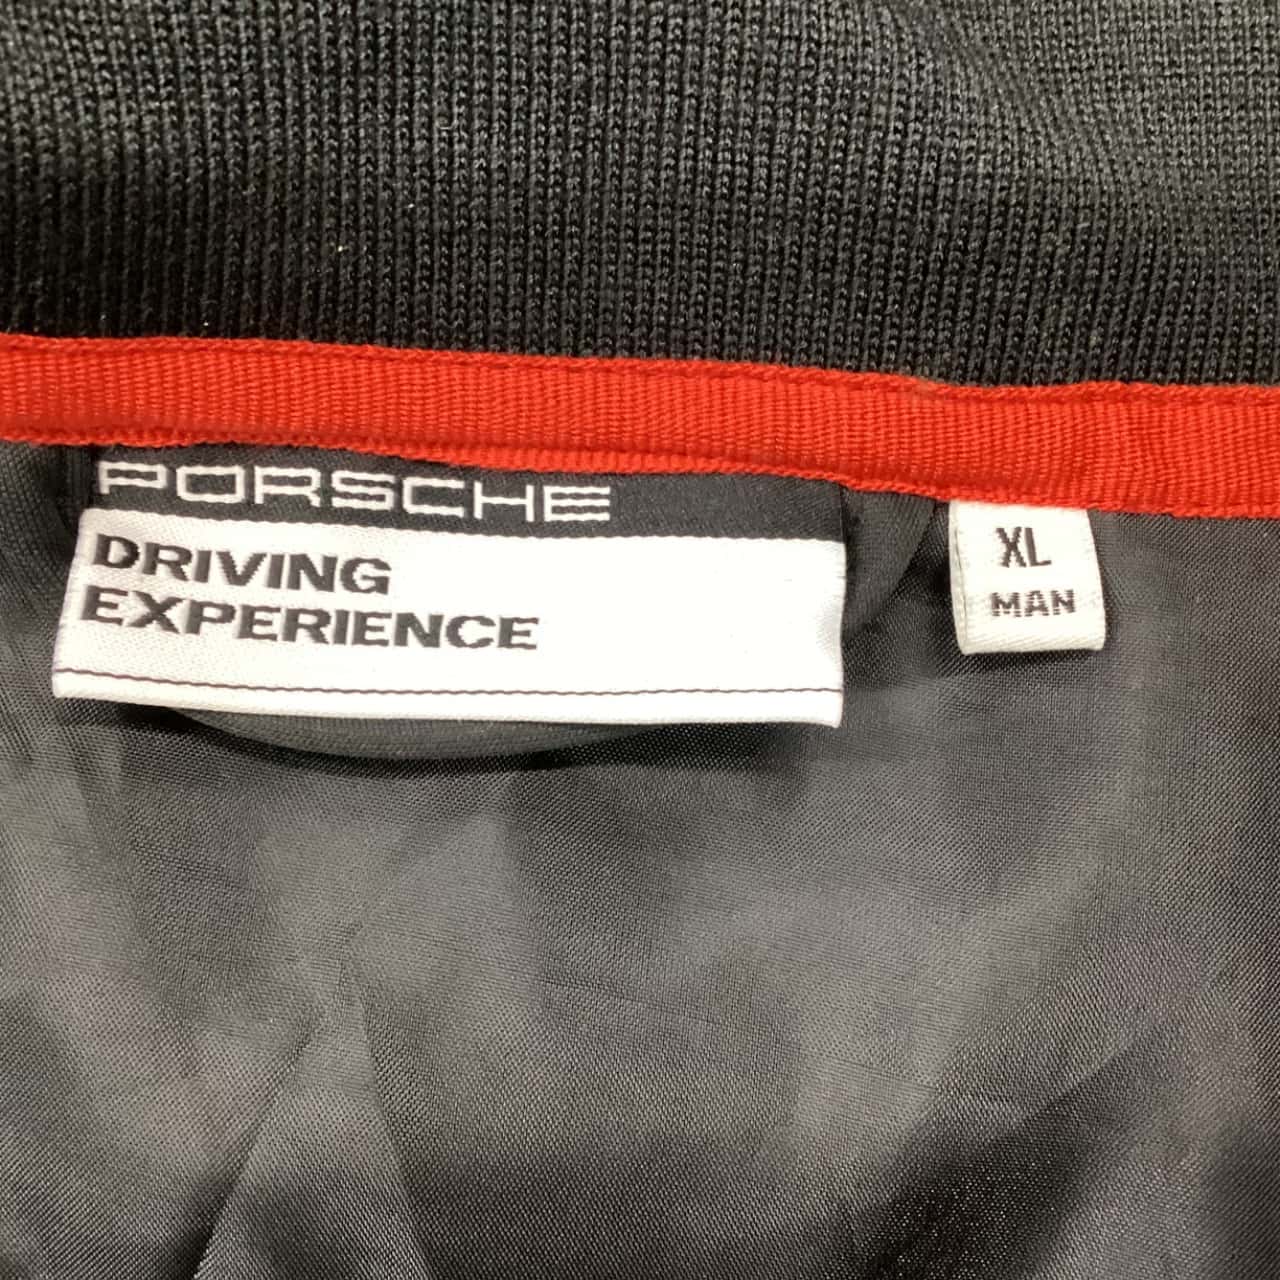 PORSCHE
DRIVING
EXPERIENCE
XL
MAN